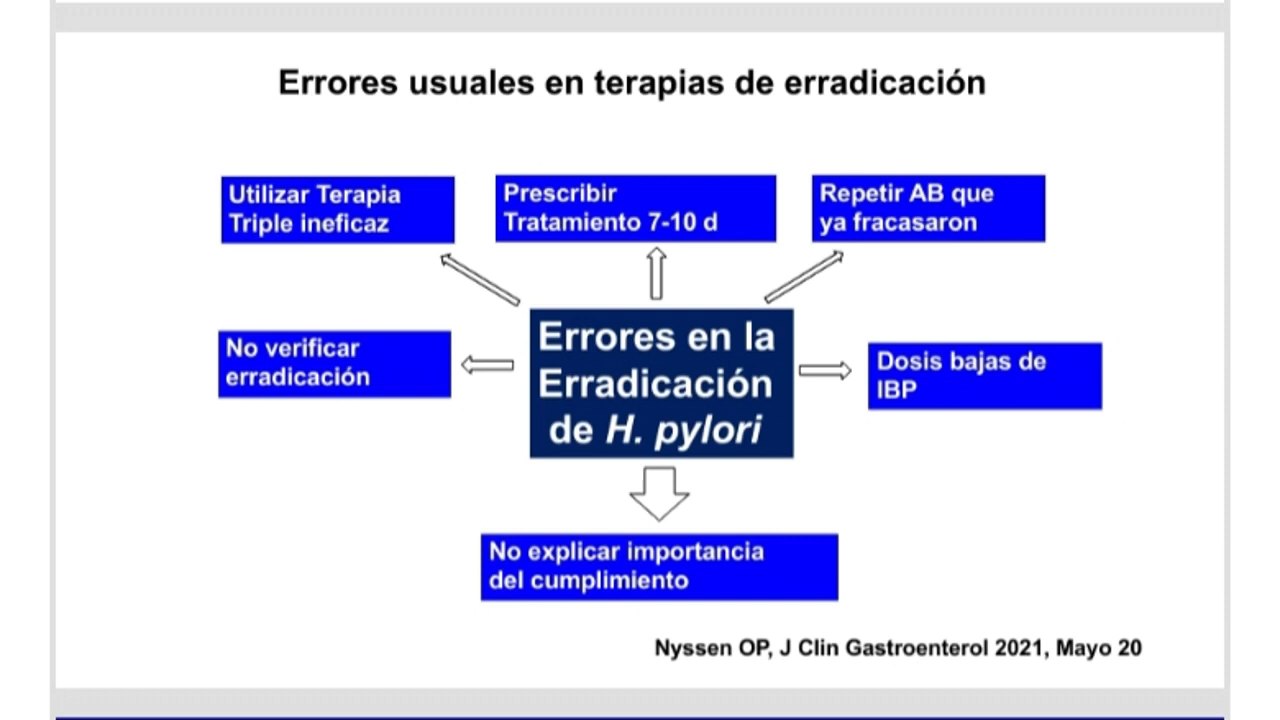 Errores usuales en terapias de erradicación
Utilizar Terapia
Triple ineficaz
Prescribir
Tratamiento 7-10 d
Repetir AB que
ya fracasaron
No verificar
erradicación
Errores en la
Erradicación
de H. pylori
Dosis bajas de
IBP
No explicar importancia
del cumplimiento
Nyssen OP, J Clin Gastroenterol 2021, Mayo 20